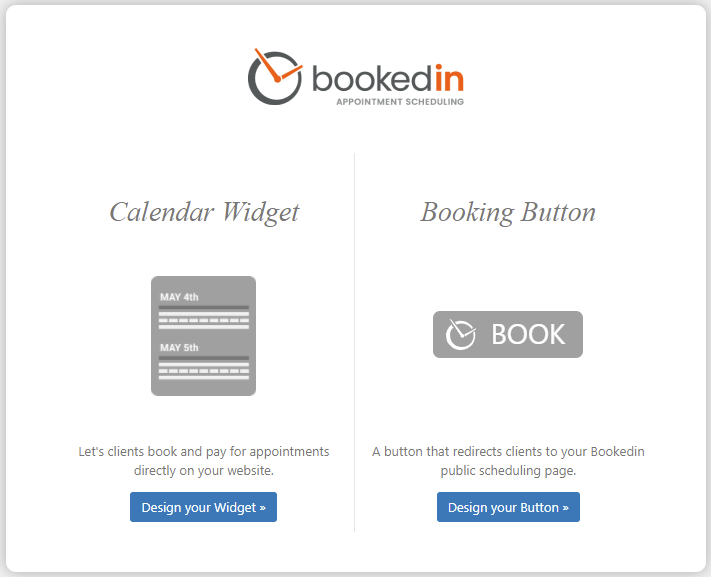 bookedin
APPOINTMENT SCHEDULING
Calendar Widget
MAY 4th
MAY 5th
Let's clients book and pay for appointments
directly on your website.
Design your Widget »
Booking Button
BOOK
A button that redirects clients to your Bookedin
public scheduling page.
Design your Button »